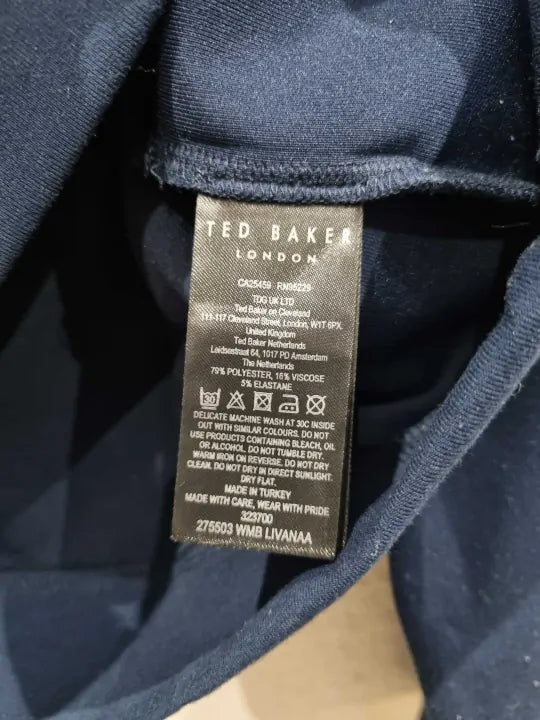 TED BAKER
LONDON
CA25459 RN95229
TDG UK LTD
Ted Baker on Cleveland
111-117 Cleveland Street, London, W1T 6PX.
United Kingdom
Ted Baker Netherlands
Leidsestraat 64, 1017 PD Amsterdam
The Netherlands
79% POLYESTER, 16% VISCOSE
5% ELASTANE
30
DELICATE MACHINE WASH AT 30C INSIDE
OUT WITH SIMILAR COLOURS. DO NOT
USE PRODUCTS CONTAINING BLEACH, OIL
OR ALCOHOL. DO NOT TUMBLE DRY.
WARM IRON ON REVERSE. DO NOT DRY
CLEAN. DO NOT DRY IN DIRECT SUNLIGHT.
DRY FLAT.
MADE IN TURKEY
MADE WITH CARE, WEAR WITH PRIDE
323700
275503 WMB LIVANAA